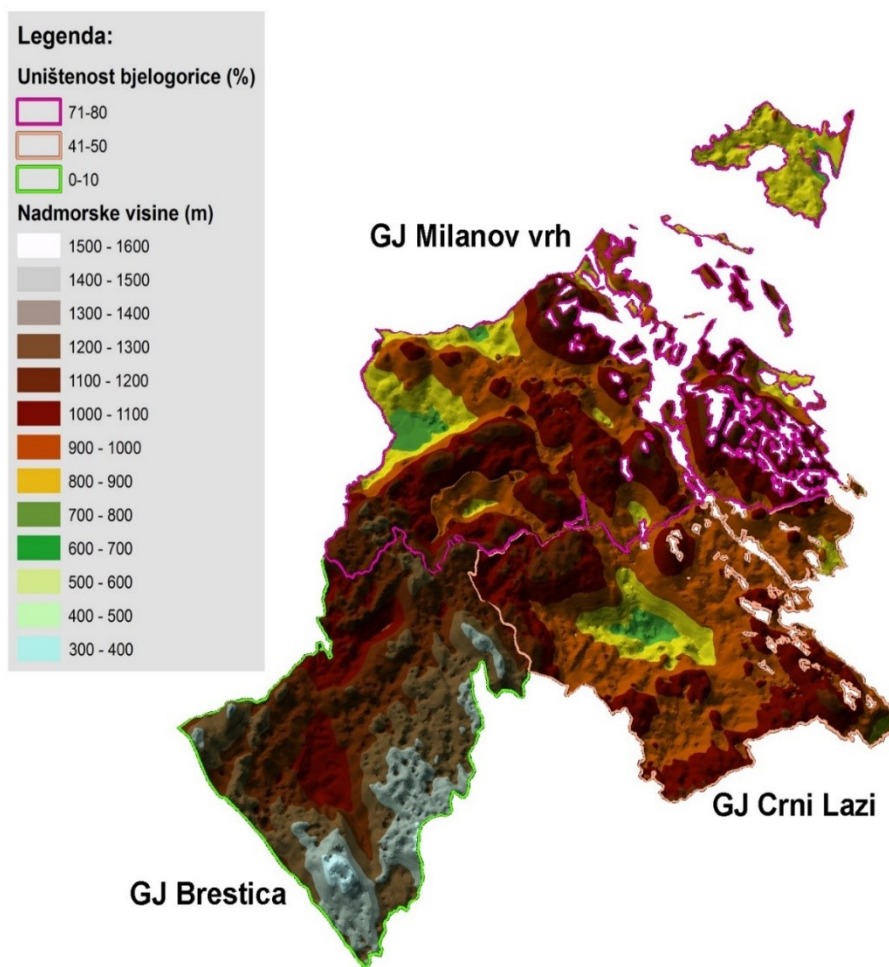 Legenda:
Uništenost bjelogorice (%)
71-80
41-50
0-10
Nadmorske visine (m)
1500 - 1600
1400 - 1500
1300 - 1400
1200 - 1300
1100 - 1200
1000 - 1100
900 - 1000
800 - 900
700 - 800
600 - 700
500 - 600
400 - 500
300 - 400
GJ Milanov vrh
GJ Crni Lazi
GJ Brestica